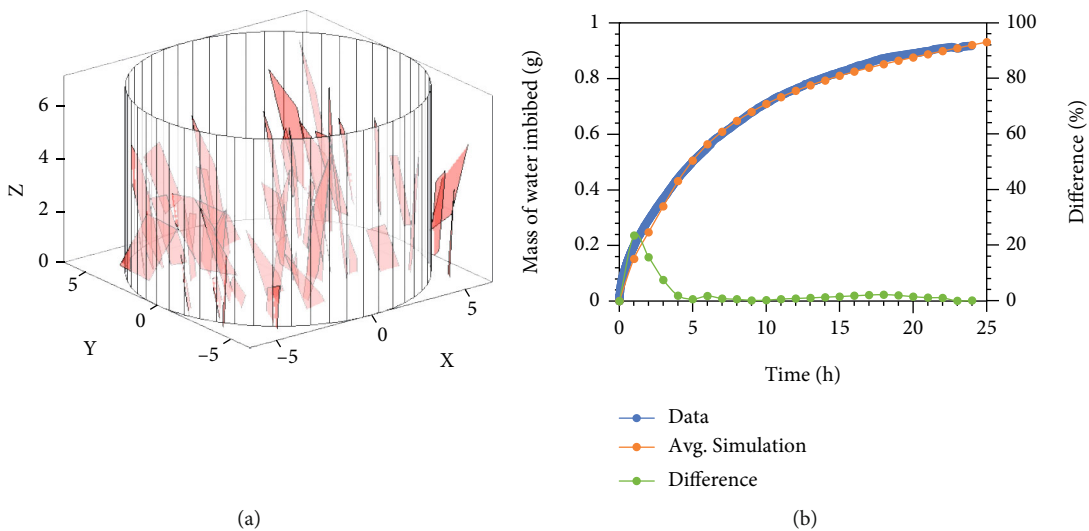 6
4
Z
2
0
5
0
Y
–5
–5
0
X
5
(a)
1
0.8
0.6
0.4
0.2
0
Mass of water imbibed (g)
100
80
60
40
20
0
Difference (%)
0
5
10
15
20
25
Time (h)
Data
Avg. Simulation
Difference
(b)